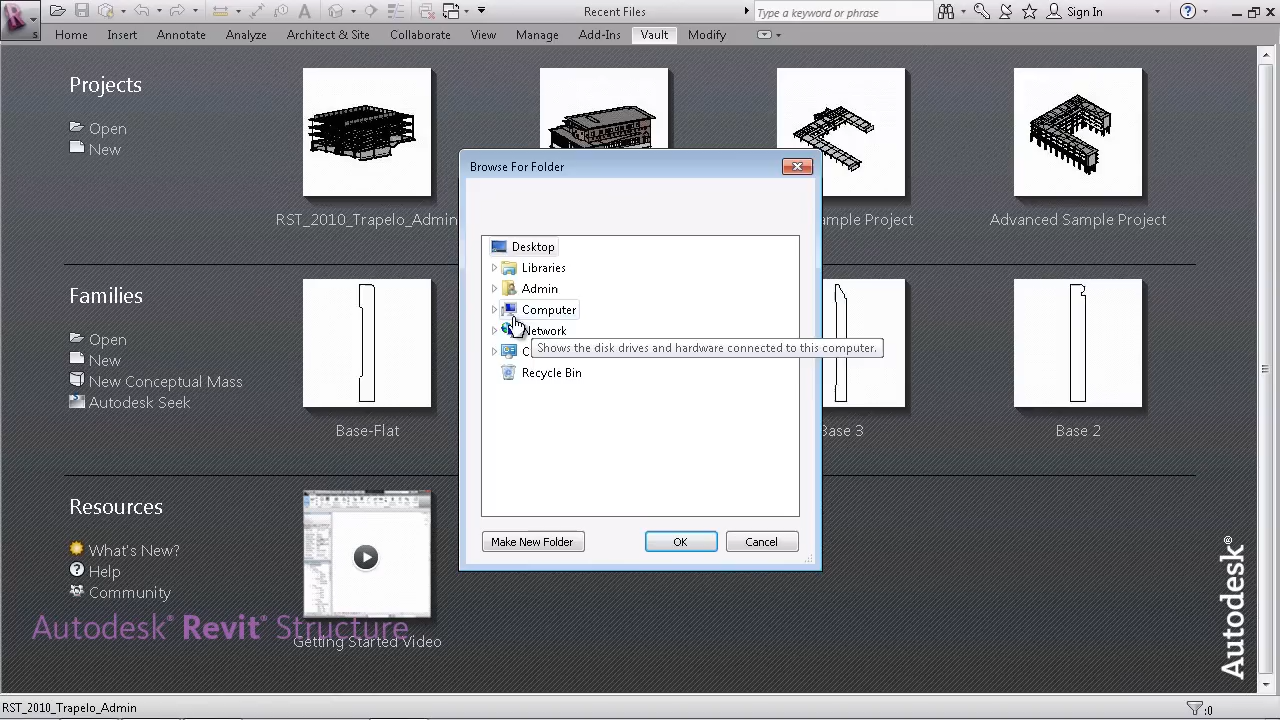 Recent Files
Type a keyword or phrase
Sign In
Home
Insert
Annotate
Analyze
Architect & Site
Collaborate
View
Manage
Add-Ins
Vault
Modify
Projects
Open
New
RST_2010_Trapelo_Admin
ample Project
Advanced Sample Project
Browse For Folder
Desktop
Libraries
Admin
Computer
etwork
Shows the disk drives and hardware connected to this computer.
Recycle Bin
Make New Folder
OK
Cancel
Families
Open
New
New Conceptual Mass
Autodesk Seek
Base-Flat
Base 3
Base 2
Resources
What's New?
Help
Community
Getting Started Video
Autodesk® Revit® Structure
Autodesk®
RST_2010_Trapelo_Admin
:0